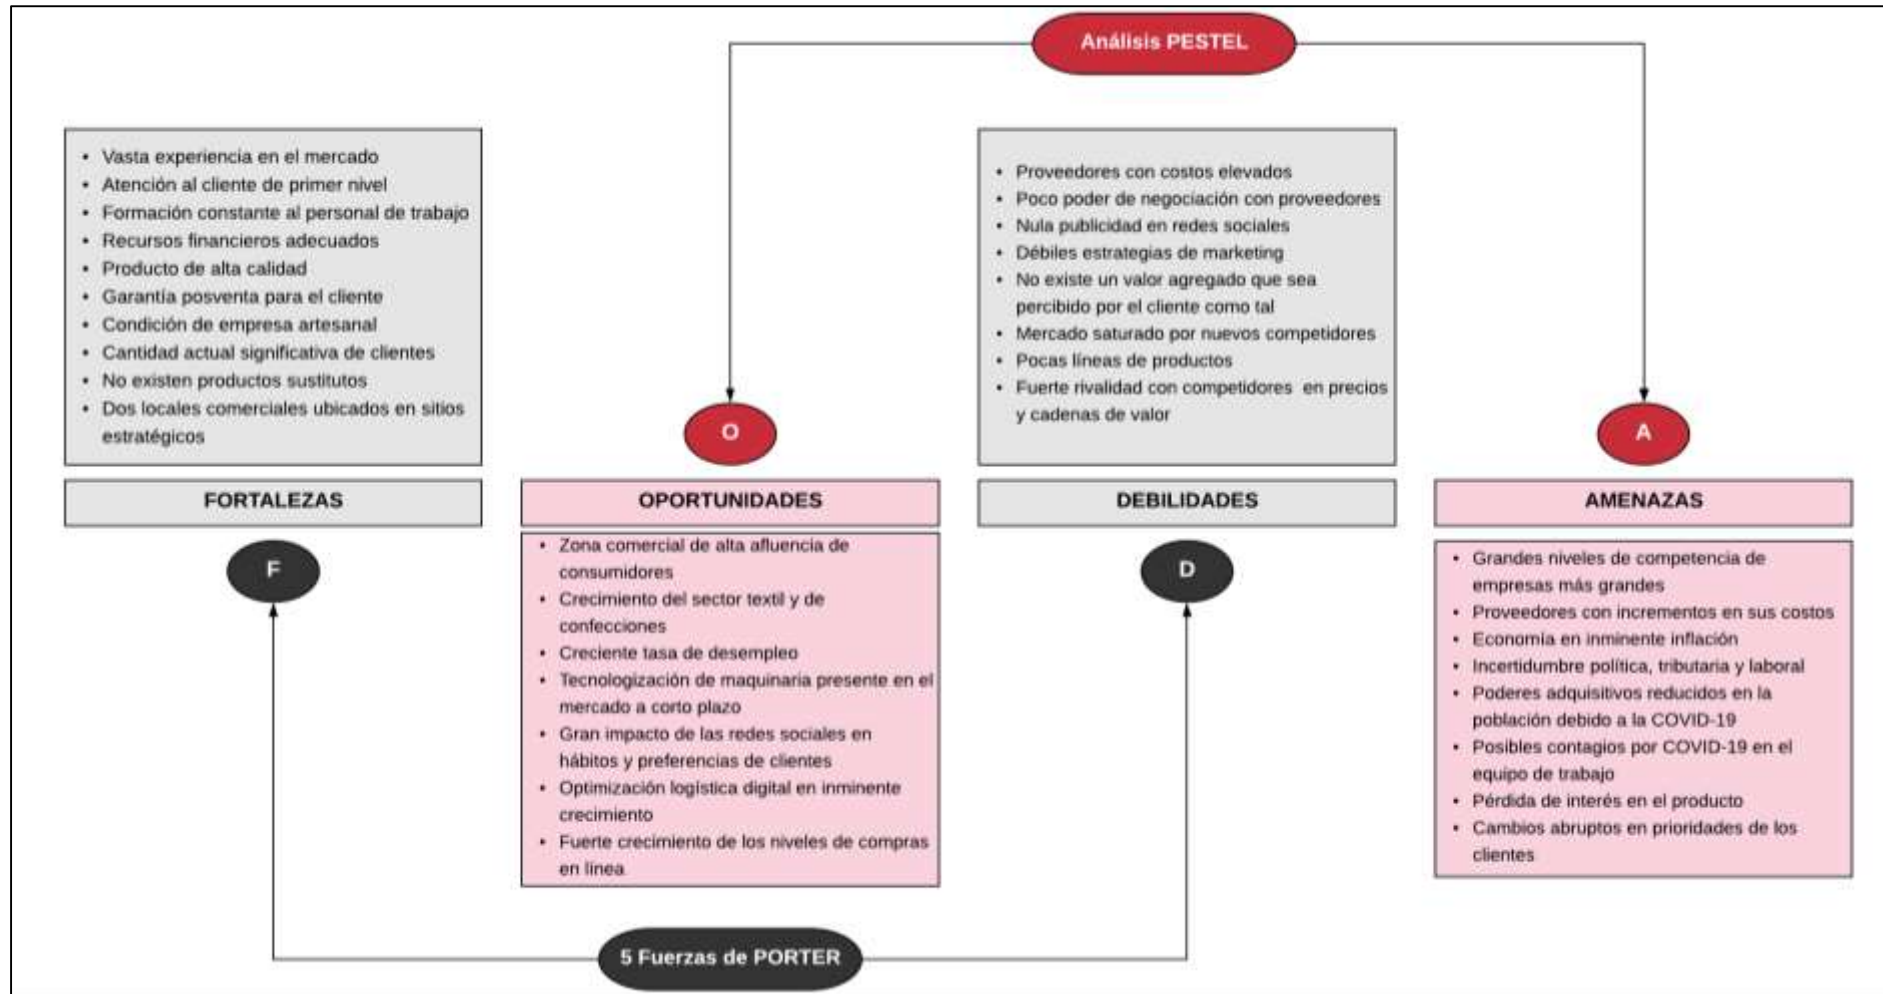 Análisis PESTEL
• Vasta experiencia en el mercado
• Atención al cliente de primer nivel
• Formación constante al personal de trabajo
• Recursos financieros adecuados
• Producto de alta calidad
• Garantía posventa para el cliente
• Condición de empresa artesanal
• Cantidad actual significativa de clientes
• No existen productos sustitutos
• Dos locales comerciales ubicados en sitios
estratégicos
FORTALEZAS
F
O
OPORTUNIDADES
• Zona comercial de alta afluencia de
consumidores
• Crecimiento del sector textil y de
confecciones
• Creciente tasa de desempleo
• Tecnologización de maquinaria presente en el
mercado a corto plazo
• Gran impacto de las redes sociales en
hábitos y preferencias de clientes
• Optimización logística digital en inminente
crecimiento
• Fuerte crecimiento de los niveles de compras
en línea
• Proveedores con costos elevados
• Poco poder de negociación con proveedores
• Nula publicidad en redes sociales
• Débiles estrategias de marketing
• No existe un valor agregado que sea
percibido por el cliente como tal
• Mercado saturado por nuevos competidores
• Pocas líneas de productos
• Fuerte rivalidad con competidores en precios
y cadenas de valor
DEBILIDADES
D
A
AMENAZAS
• Grandes niveles de competencia de
empresas más grandes
• Proveedores con incrementos en sus costos
• Economía en inminente inflación
• Incertidumbre política, tributaria y laboral
• Poderes adquisitivos reducidos en la
población debido a la COVID-19
• Posibles contagios por COVID-19 en el
equipo de trabajo
• Pérdida de interés en el producto
• Cambios abruptos en prioridades de los
clientes
5 Fuerzas de PORTER